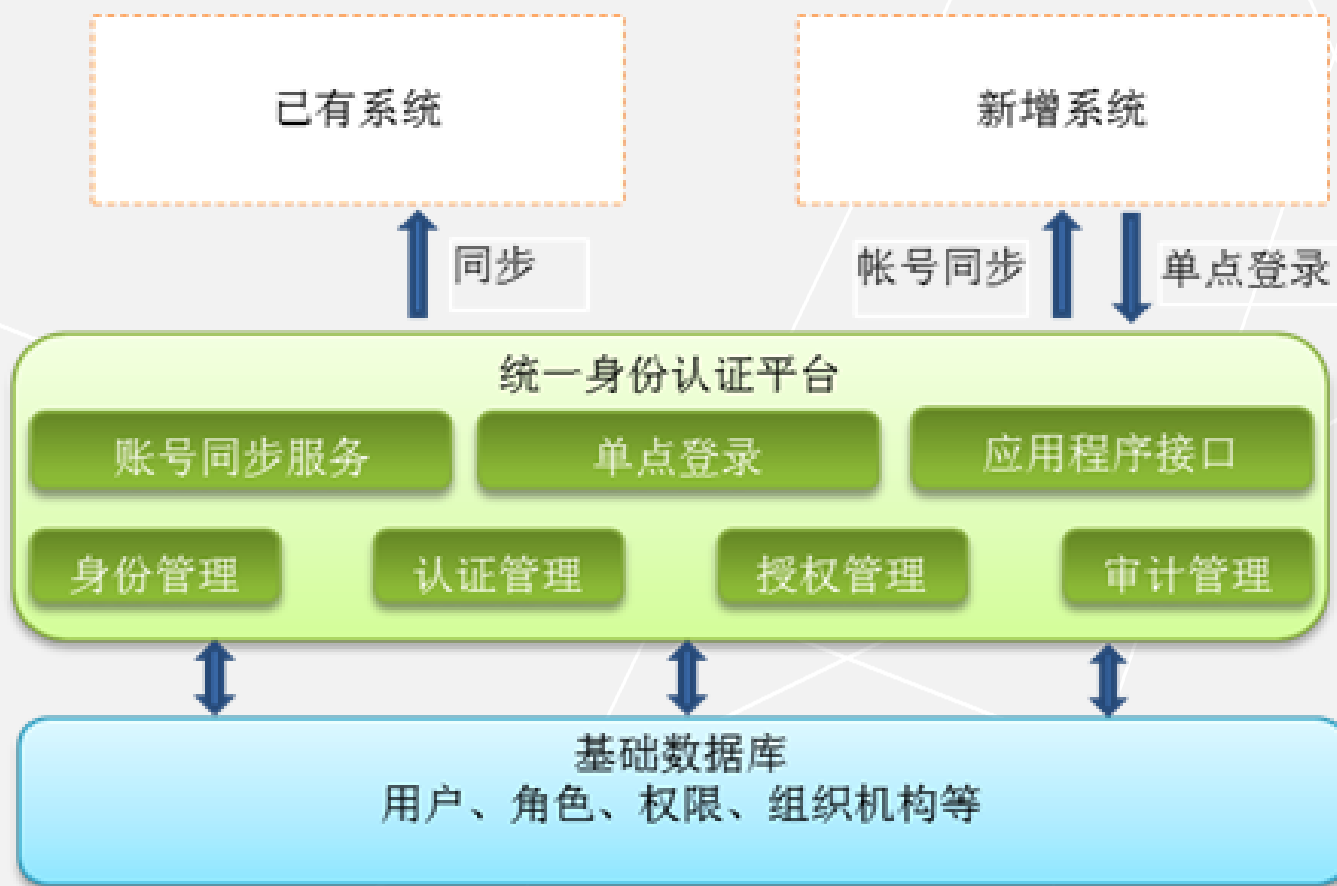 已有系统
新增系统
同步
帐号同步
单点登录
统一身份认证平台
账号同步服务
单点登录
应用程序接口
身份管理
认证管理
授权管理
审计管理
基础数据库
用户、角色、权限、组织机构等